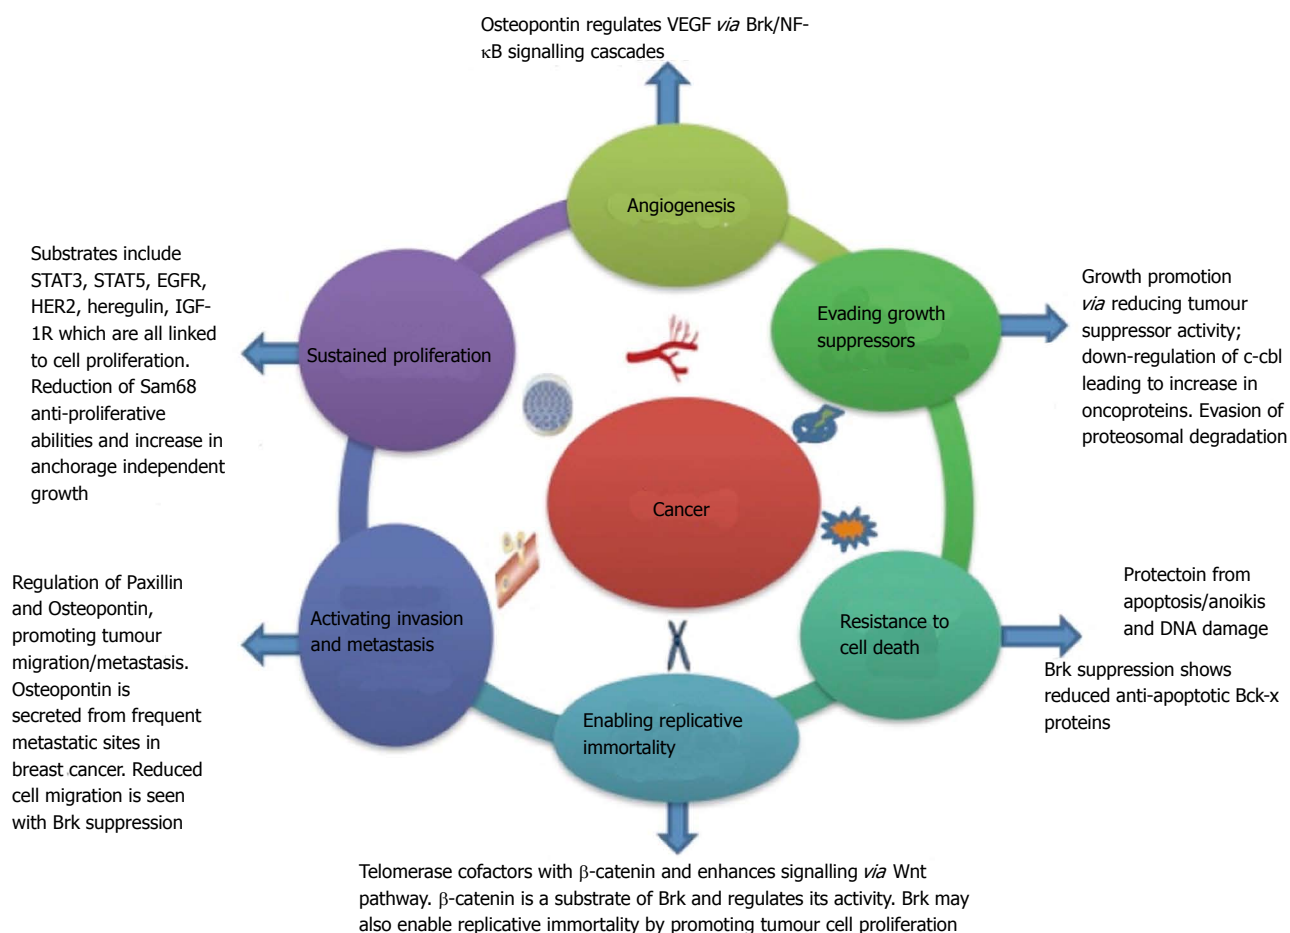 Osteopontin regulates VEGF via Brk/NF-
κB signalling cascades
Angiogenesis
Substrates include
STAT3, STAT5, EGFR,
HER2, heregulin, IGF-
1R which are all linked
to cell proliferation.
Reduction of Sam68
anti-proliferative
abilities and increase in
anchorage independent
growth
Sustained proliferation
Evading growth
suppressors
Growth promotion
via reducing tumour
suppressor activity;
down-regulation of c-cbl
leading to increase in
oncoproteins. Evasion of
proteosomal degradation
Cancer
Regulation of Paxillin
and Osteopontin,
promoting tumour
migration/metastasis.
Osteopontin is
secreted from frequent
metastatic sites in
breast cancer. Reduced
cell migration is seen
with Brk suppression
Activating invasion
and metastasis
Resistance to
cell death
Protectoin from
apoptosis/anoikis
and DNA damage
Brk suppression shows
reduced anti-apoptotic Bck-x
proteins
Enabling replicative
immortality
Telomerase cofactors with β-catenin and enhances signalling via Wnt
pathway. β-catenin is a substrate of Brk and regulates its activity. Brk may
also enable replicative immortality by promoting tumour cell proliferation